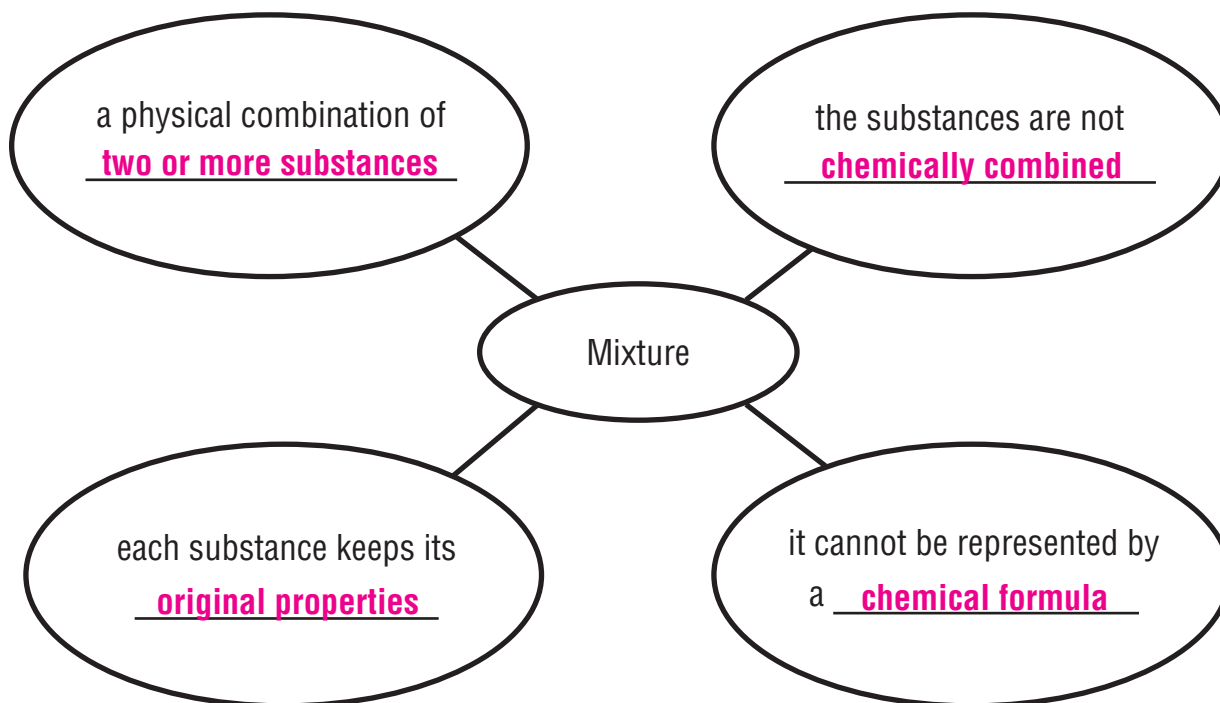 a physical combination of
two or more substances
the substances are not
chemically combined
Mixture
each substance keeps its
original properties
it cannot be represented by
a chemical formula